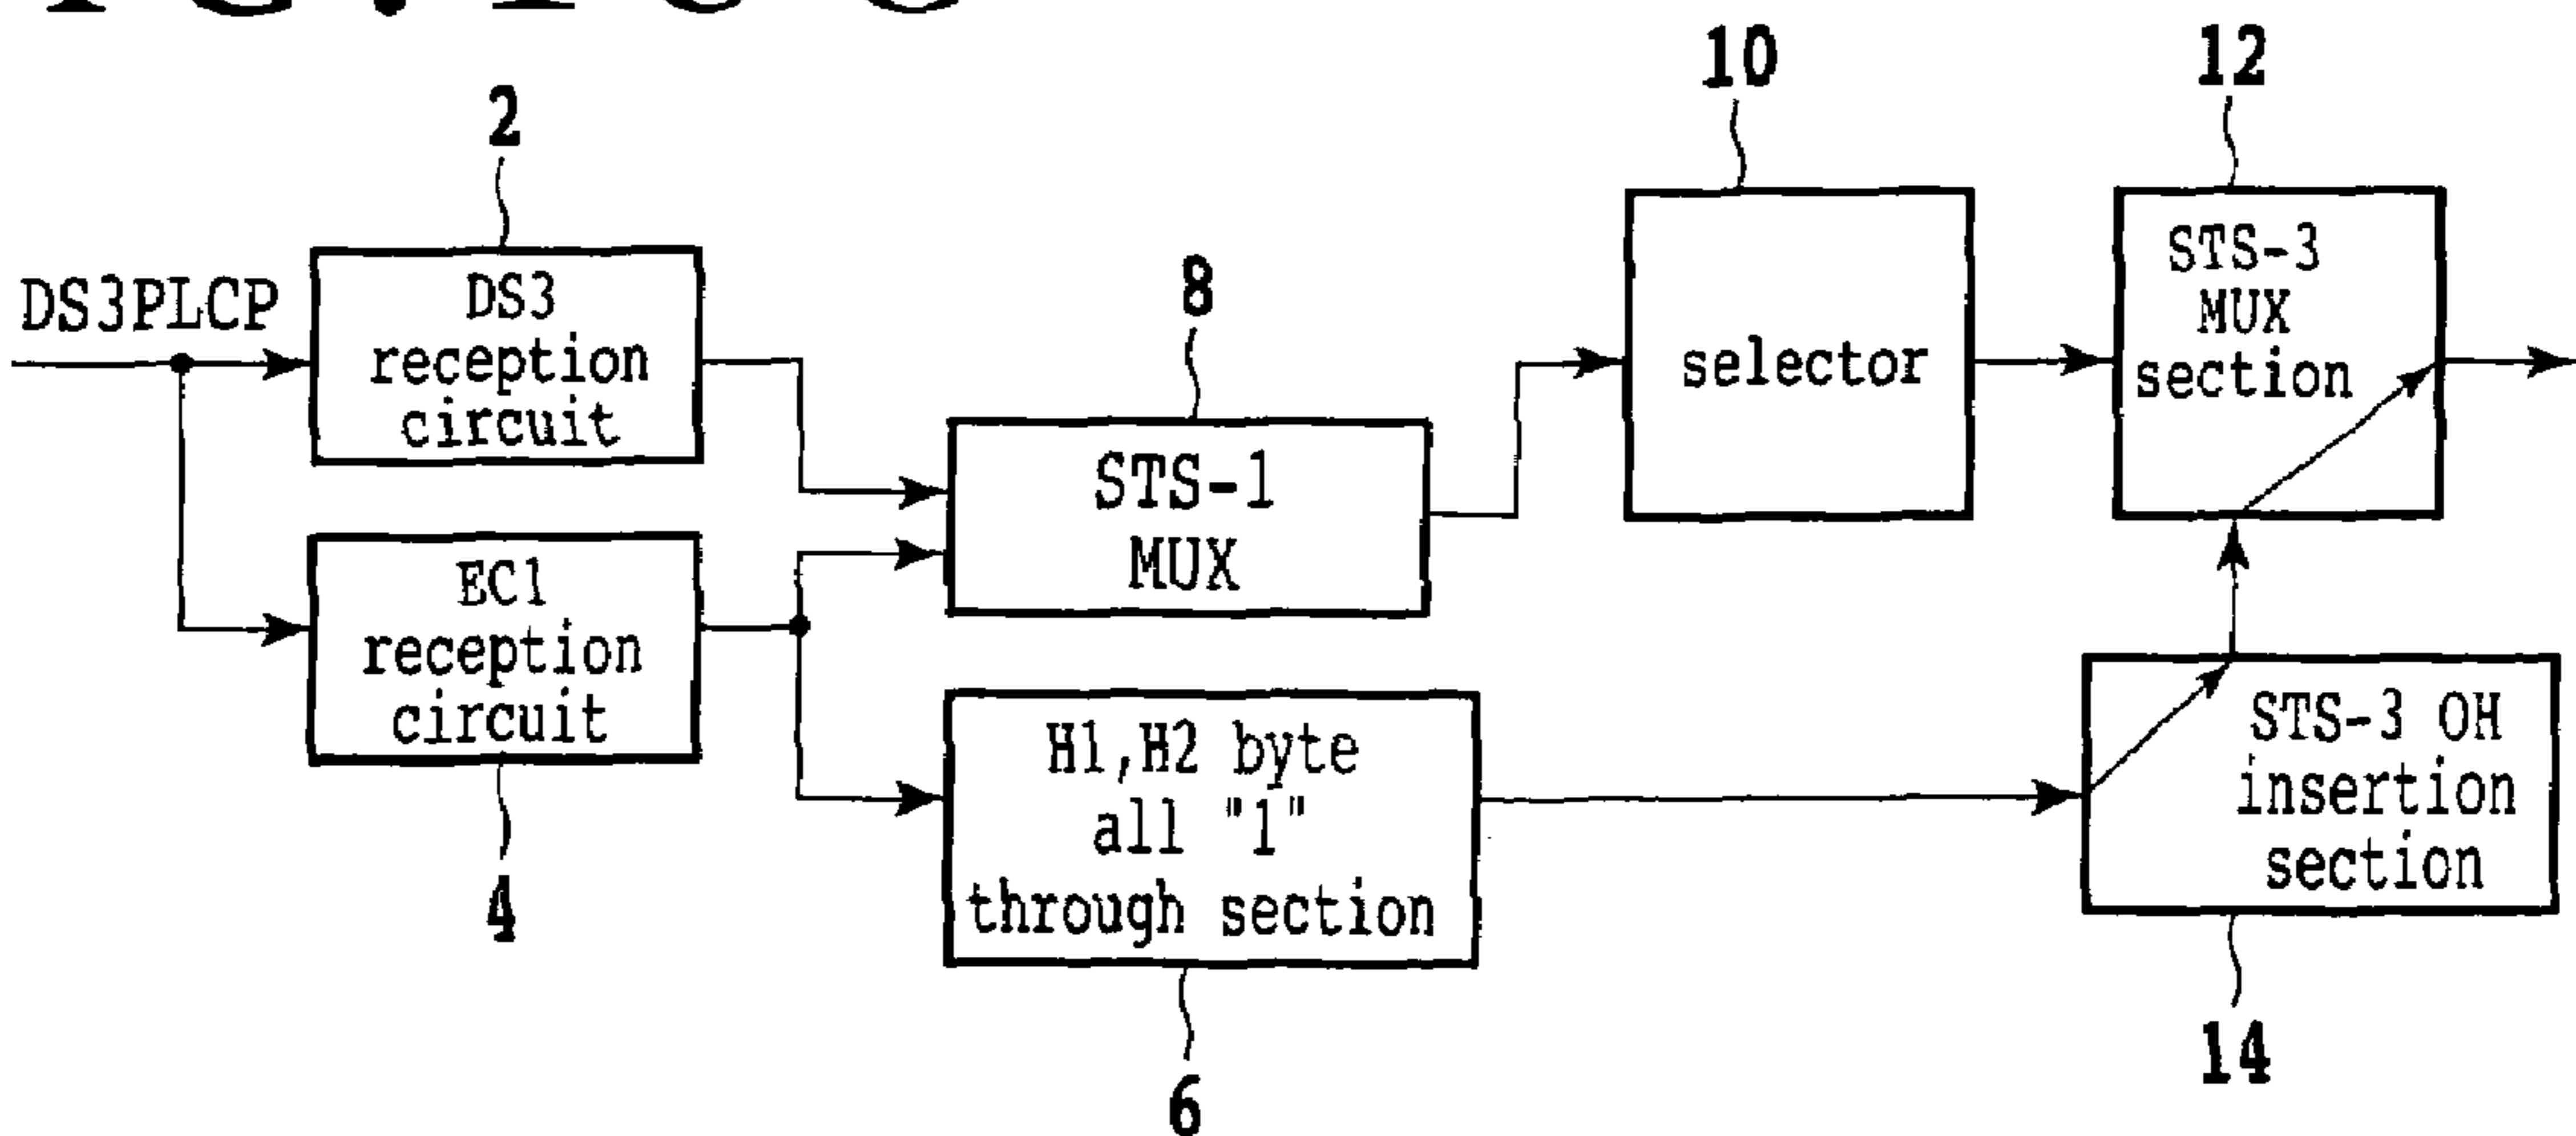 10
12
2
DS3PLCP
DS3
reception
circuit
8
selector
STS-3
MUX
section
STS-1
MUX
EC1
reception
circuit
4
H1,H2 byte
all "1"
through section
6
STS-3 OH
insertion
section
14